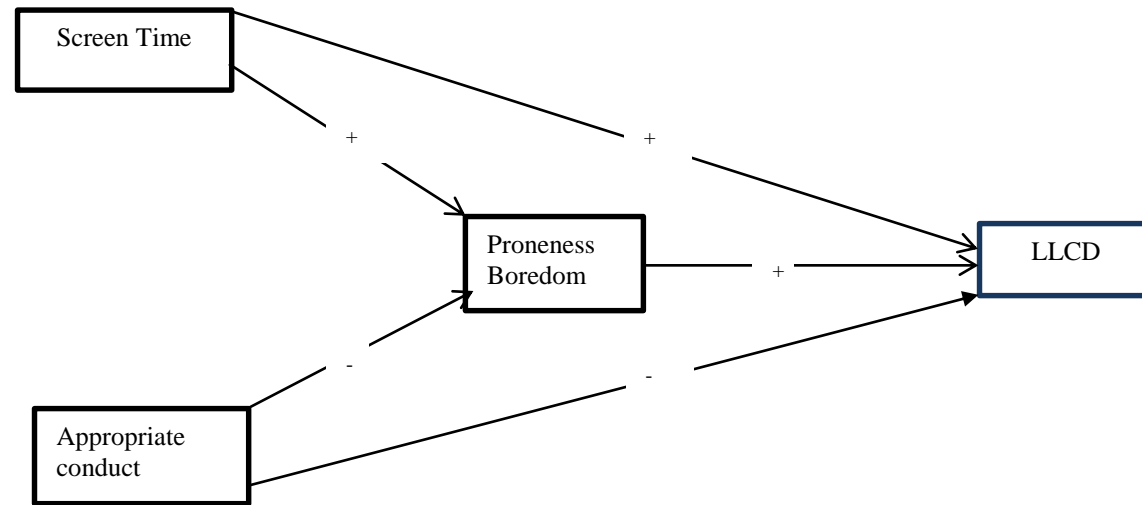 Screen Time
+
+
Proneness
Boredom
+
LLCD
-
-
Appropriate
conduct